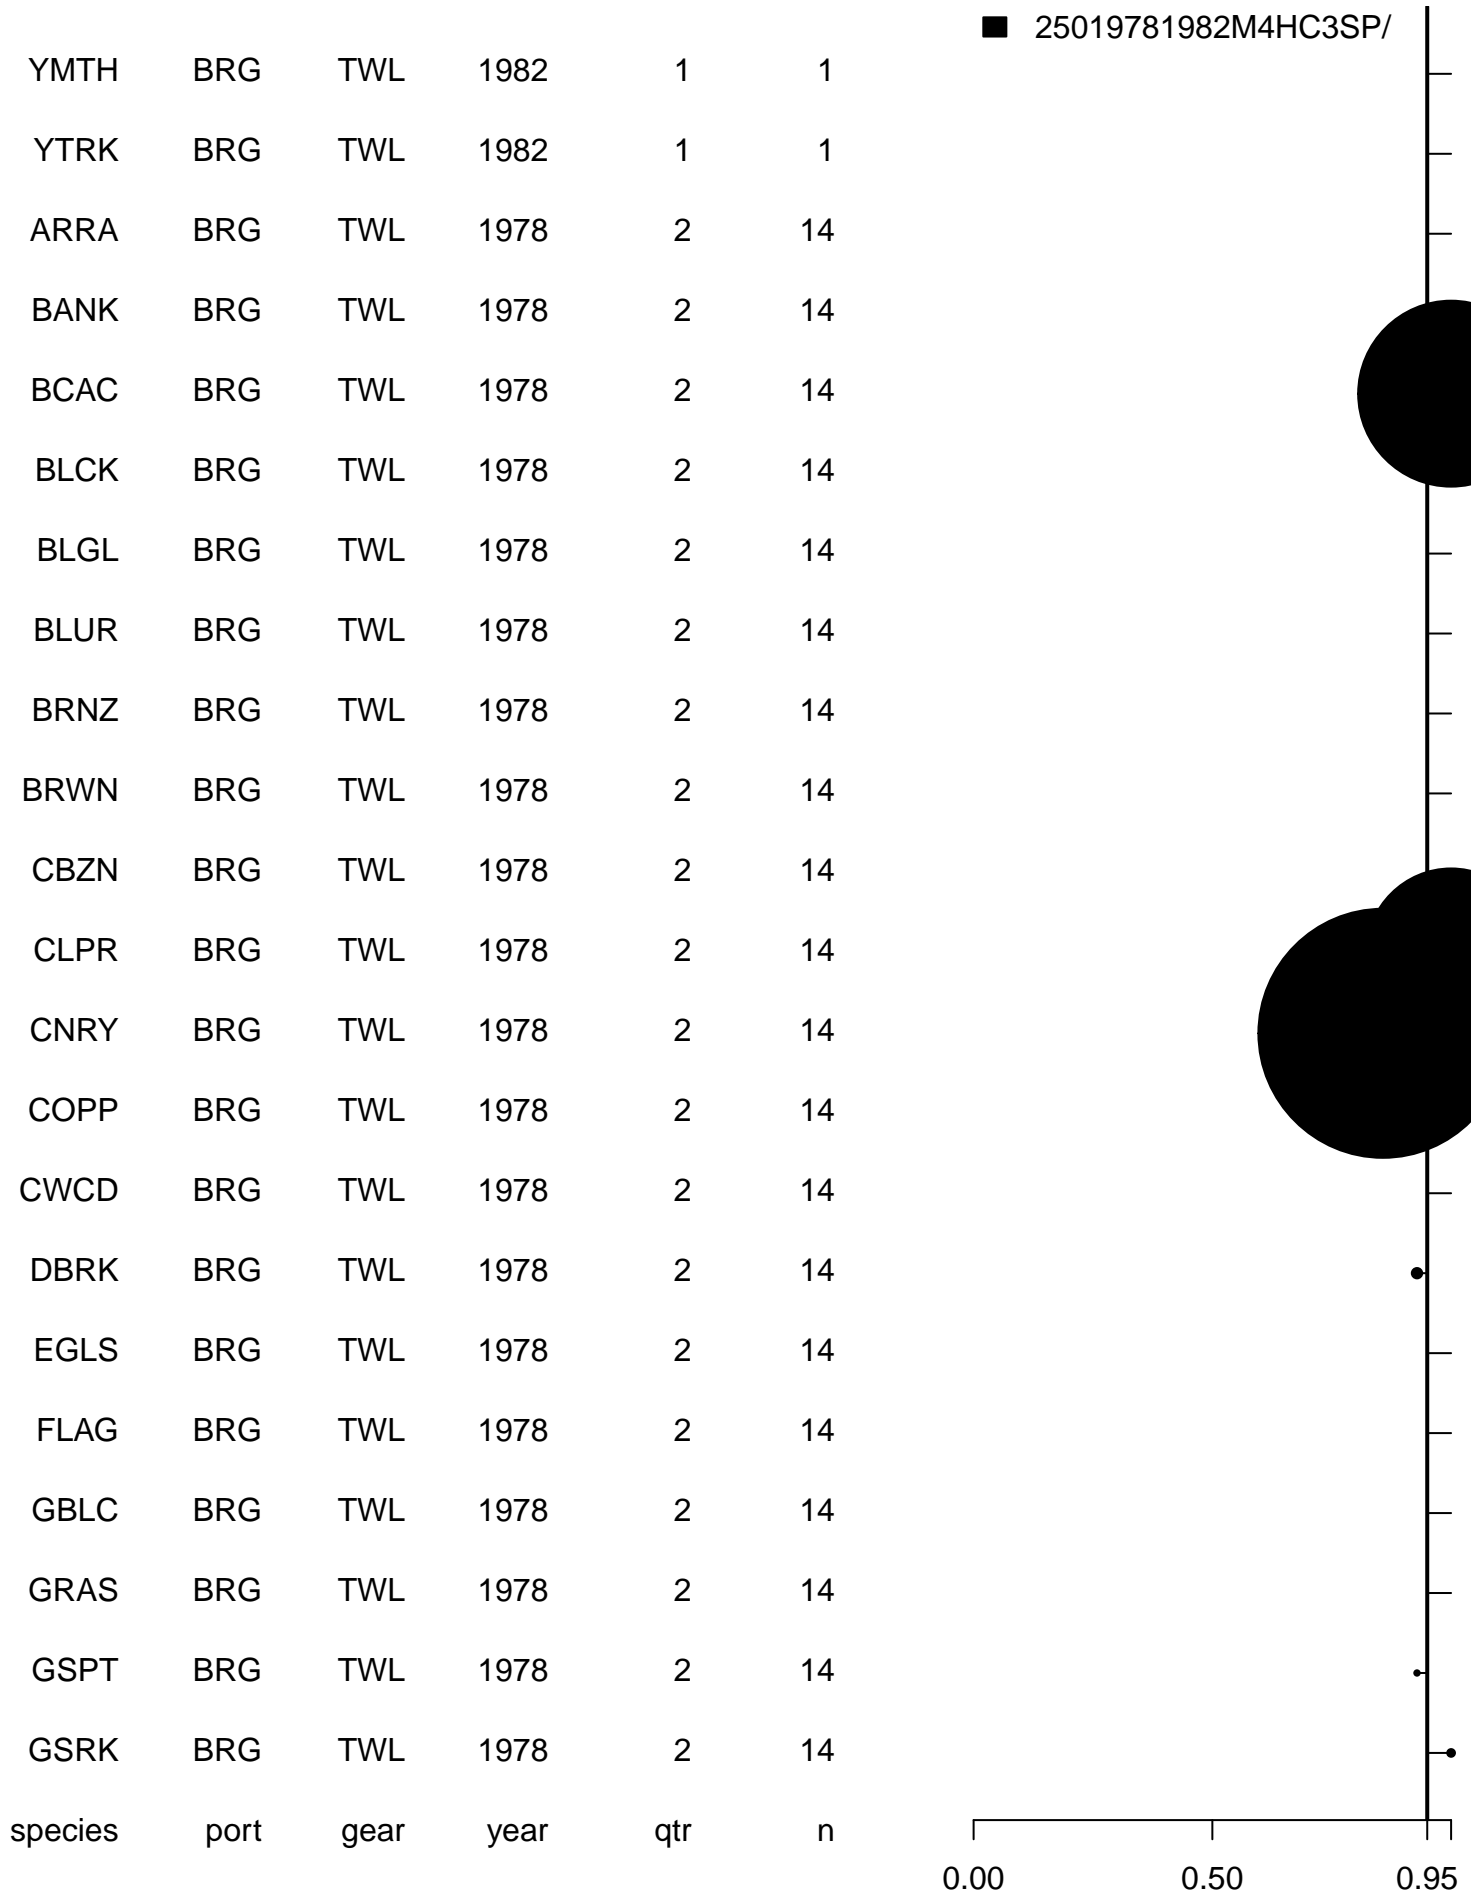 25019781982M4HC3SP/
YMTH BRG TWL 1982 1 1
YTRK BRG TWL 1982 1 1
ARRA BRG TWL 1978 2 14
BANK BRG TWL 1978 2 14
BCAC BRG TWL 1978 2 14
BLCK BRG TWL 1978 2 14
BLGL BRG TWL 1978 2 14
BLUR BRG TWL 1978 2 14
BRNZ BRG TWL 1978 2 14
BRWN BRG TWL 1978 2 14
CBZN BRG TWL 1978 2 14
CLPR BRG TWL 1978 2 14
CNRY BRG TWL 1978 2 14
COPP BRG TWL 1978 2 14
CWCD BRG TWL 1978 2 14
DBRK BRG TWL 1978 2 14
EGLS BRG TWL 1978 2 14
FLAG BRG TWL 1978 2 14
GBLC BRG TWL 1978 2 14
GRAS BRG TWL 1978 2 14
GSPT BRG TWL 1978 2 14
GSRK BRG TWL 1978 2 14
species port gear year qtr n
0.00 0.50 0.95